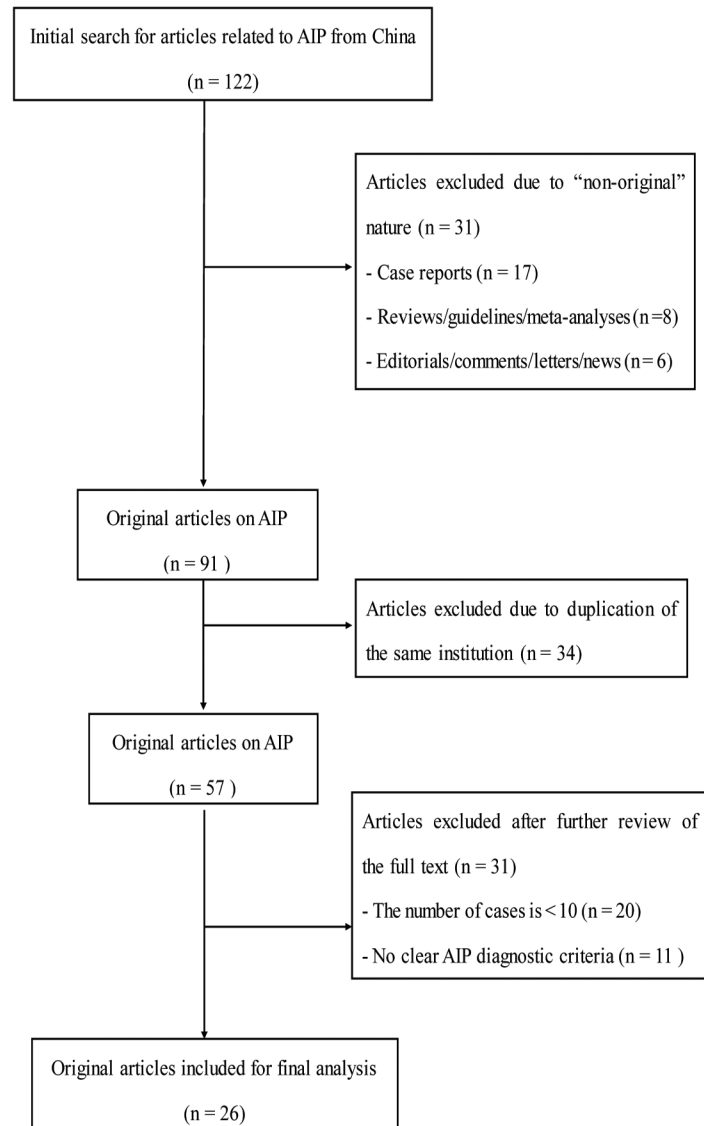 Initial search for articles related to AIP from China
(n = 122)
Articles excluded due to “non-original”
nature (n = 31)
- Case reports (n = 17)
- Reviews/guidelines/meta-analyses (n =8)
- Editorials/comments/letters/news (n= 6)
Original articles on AIP
(n = 91 )
Articles excluded due to duplication of
the same institution (n = 34)
Original articles on AIP
(n = 57 )
Articles excluded after further review of
the full text (n = 31)
- The number of cases is < 10 (n = 20)
- No clear AIP diagnostic criteria (n = 11 )
Original articles included for final analysis
(n = 26)